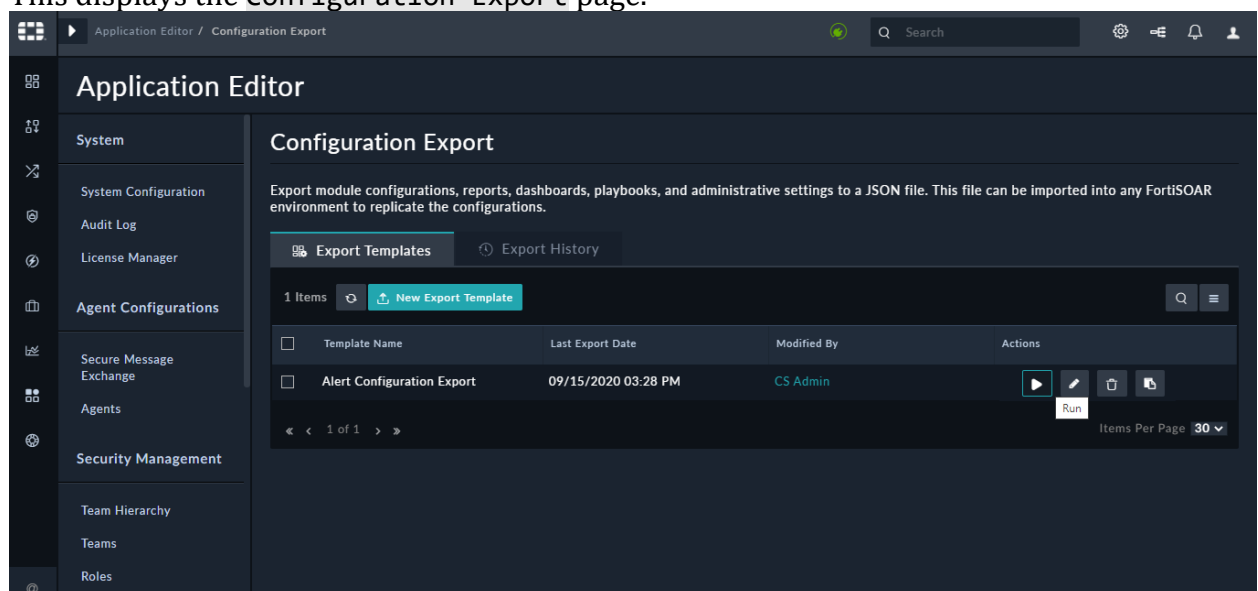 This displays the Configuration Export page.
Application Editor / Configuration Export
Search
Application Editor
System
System Configuration
Audit Log
License Manager
Agent Configurations
Secure Message
Exchange
Agents
Security Management
Team Hierarchy
Teams
Roles
Configuration Export
Export module configurations, reports, dashboards, playbooks, and administrative settings to a JSON file. This file can be imported into any FortiSOAR
environment to replicate the configurations.
Export Templates
Export History
1 Items
New Export Template
Template Name
Last Export Date
Modified By
Actions
Alert Configuration Export
09/15/2020 03:28 PM
CS Admin
Run
1 of 1
Items Per Page 30
@